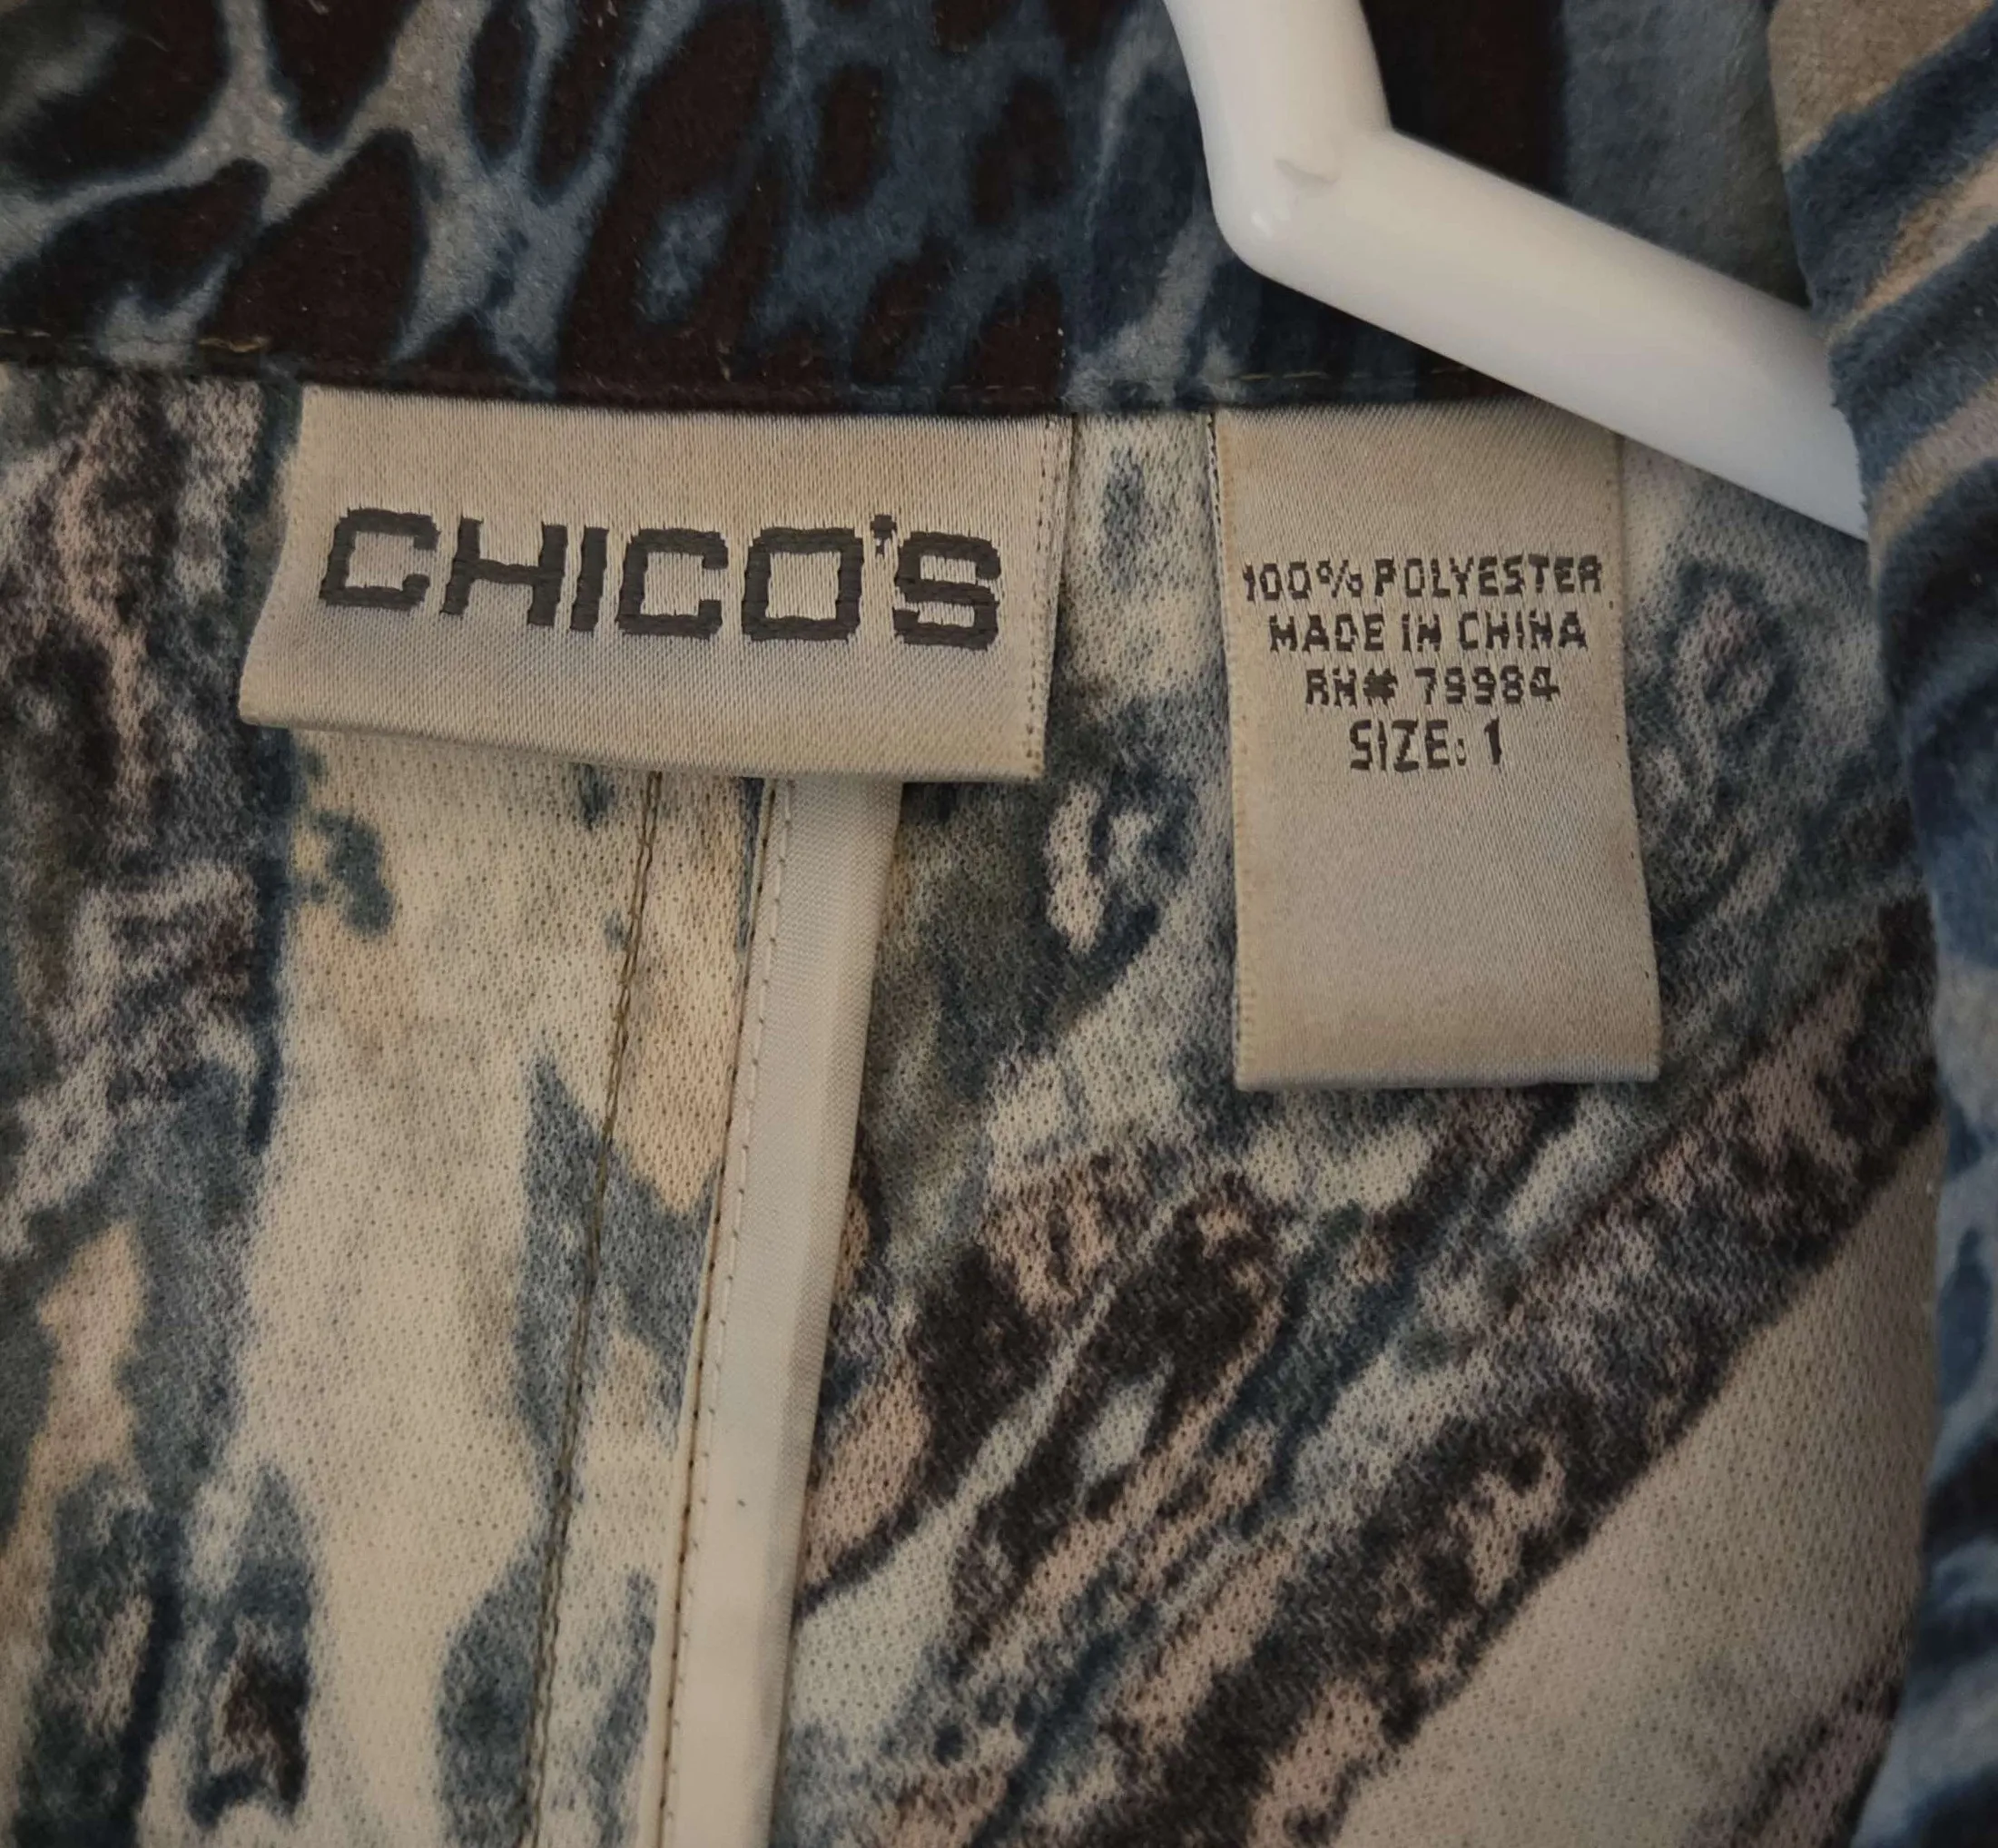 CHICO'S
100% POLYESTER
MADE IN CHINA
RN# 79984
SIZE: 1